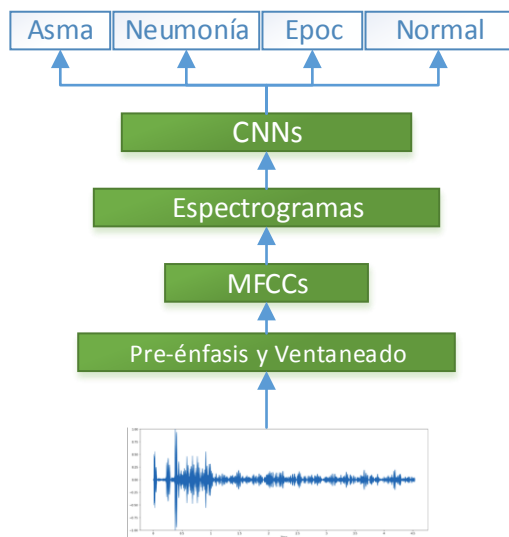 Asma Neumonía Epoc Normal
CNNs
Espectrogramas
MFCCs
Pre-énfasis y Ventaneado